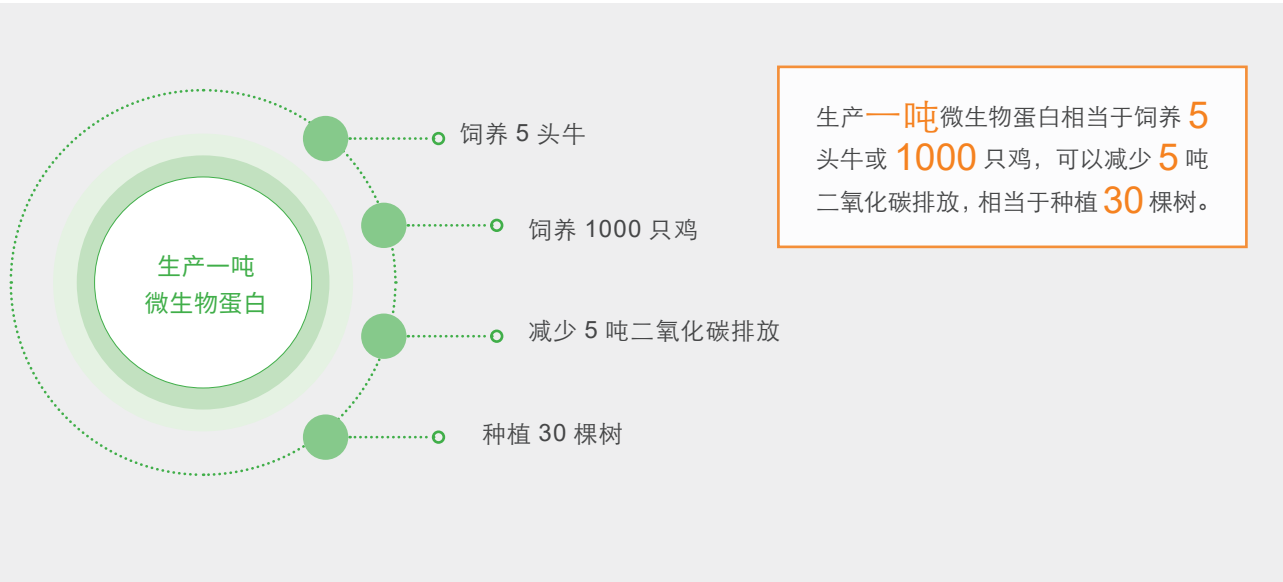 生产一吨
微生物蛋白
饲养 5 头牛
饲养 1000 只鸡
减少 5 吨二氧化碳排放
种植 30 棵树
生产一吨微生物蛋白相当于饲养 5
头牛或 1000 只鸡，可以减少 5 吨
二氧化碳排放，相当于种植 30 棵树。